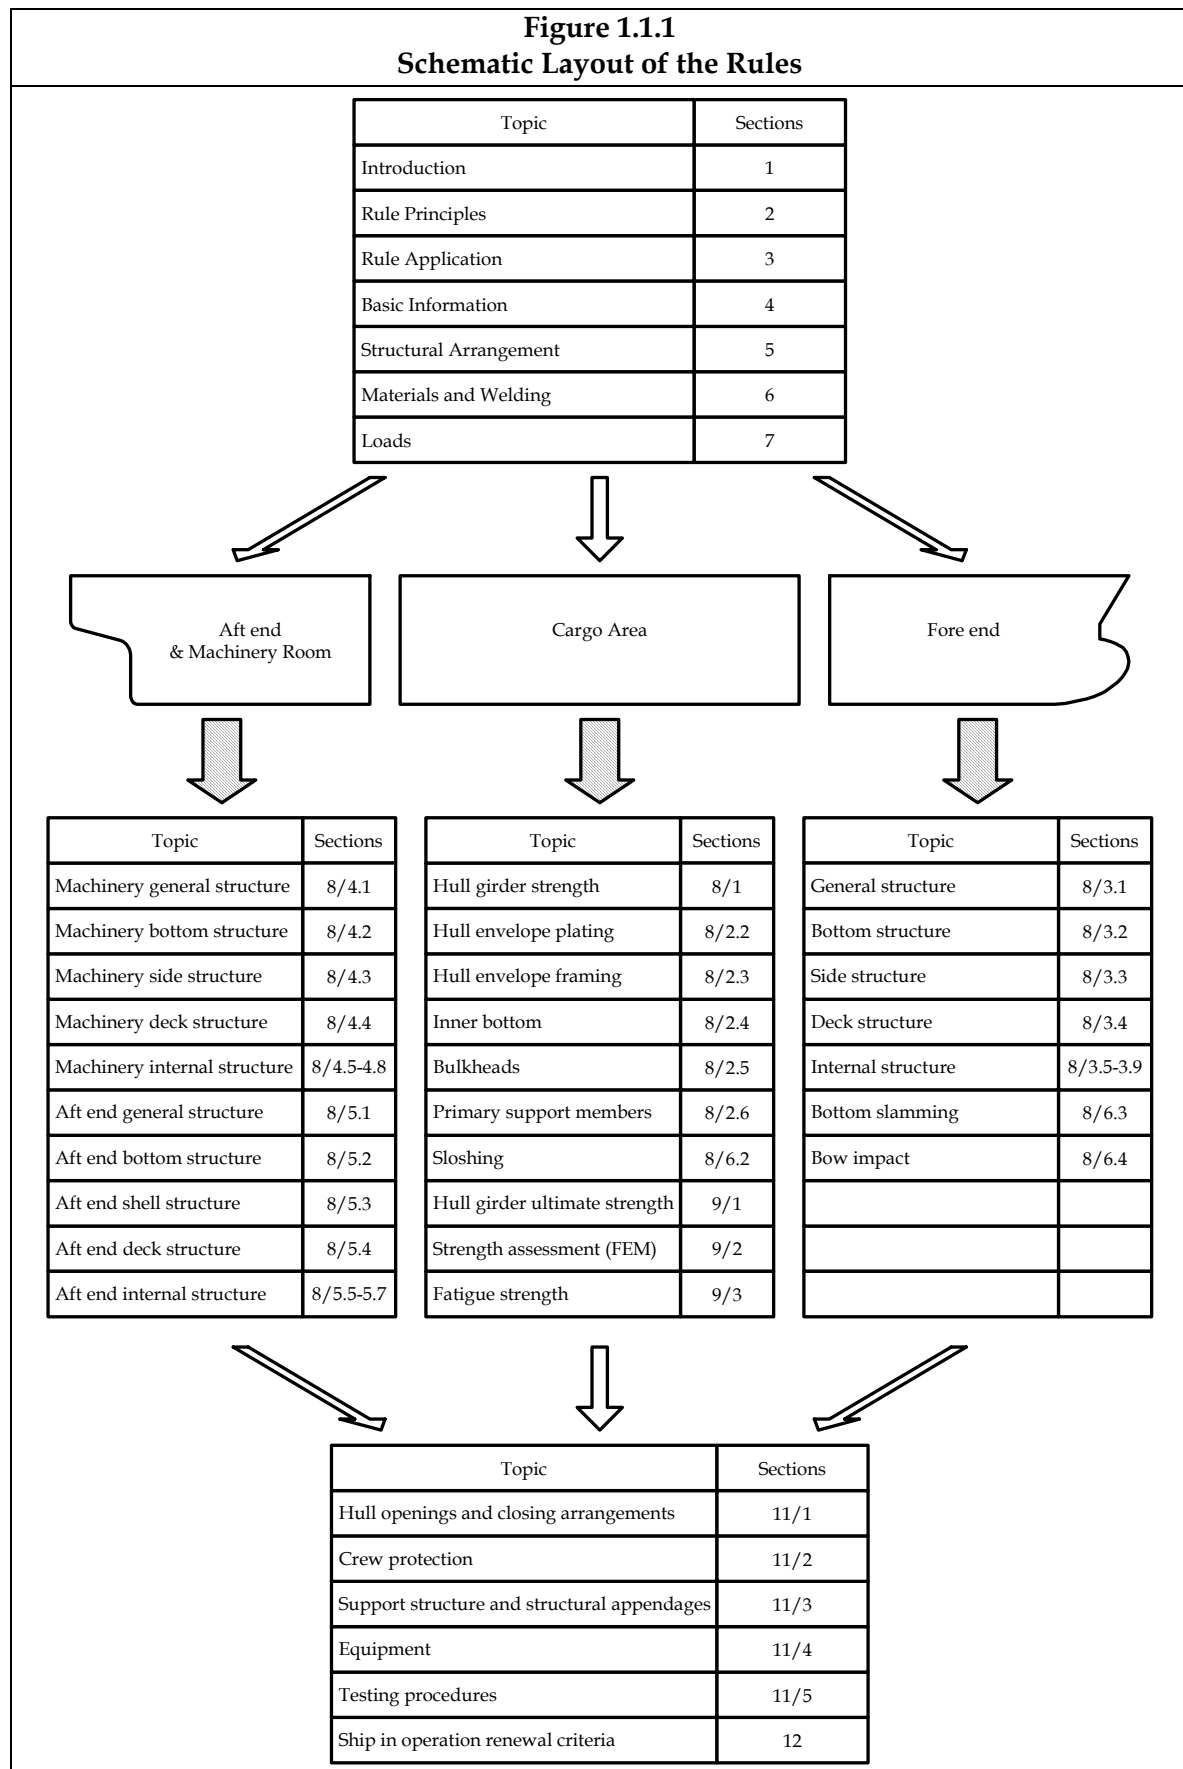 Figure 1.1.1
Schematic Layout of the Rules
Topic Sections
Introduction 1
Rule Principles 2
Rule Application 3
Basic Information 4
Structural Arrangement 5
Materials and Welding 6
Loads 7
Aft end
& Machinery Room
Cargo Area
Fore end
Topic Sections
Machinery general structure 8/4.1
Machinery bottom structure 8/4.2
Machinery side structure 8/4.3
Machinery deck structure 8/4.4
Machinery internal structure 8/4.5-4.8
Aft end general structure 8/5.1
Aft end bottom structure 8/5.2
Aft end shell structure 8/5.3
Aft end deck structure 8/5.4
Aft end internal structure 8/5.5-5.7
Topic Sections
Hull girder strength 8/1
Hull envelope plating 8/2.2
Hull envelope framing 8/2.3
Inner bottom 8/2.4
Bulkheads 8/2.5
Primary support members 8/2.6
Sloshing 8/6.2
Hull girder ultimate strength 9/1
Strength assessment (FEM) 9/2
Fatigue strength 9/3
Topic Sections
General structure 8/3.1
Bottom structure 8/3.2
Side structure 8/3.3
Deck structure 8/3.4
Internal structure 8/3.5-3.9
Bottom slamming 8/6.3
Bow impact 8/6.4
Topic Sections
Hull openings and closing arrangements 11/1
Crew protection 11/2
Support structure and structural appendages 11/3
Equipment 11/4
Testing procedures 11/5
Ship in operation renewal criteria 12